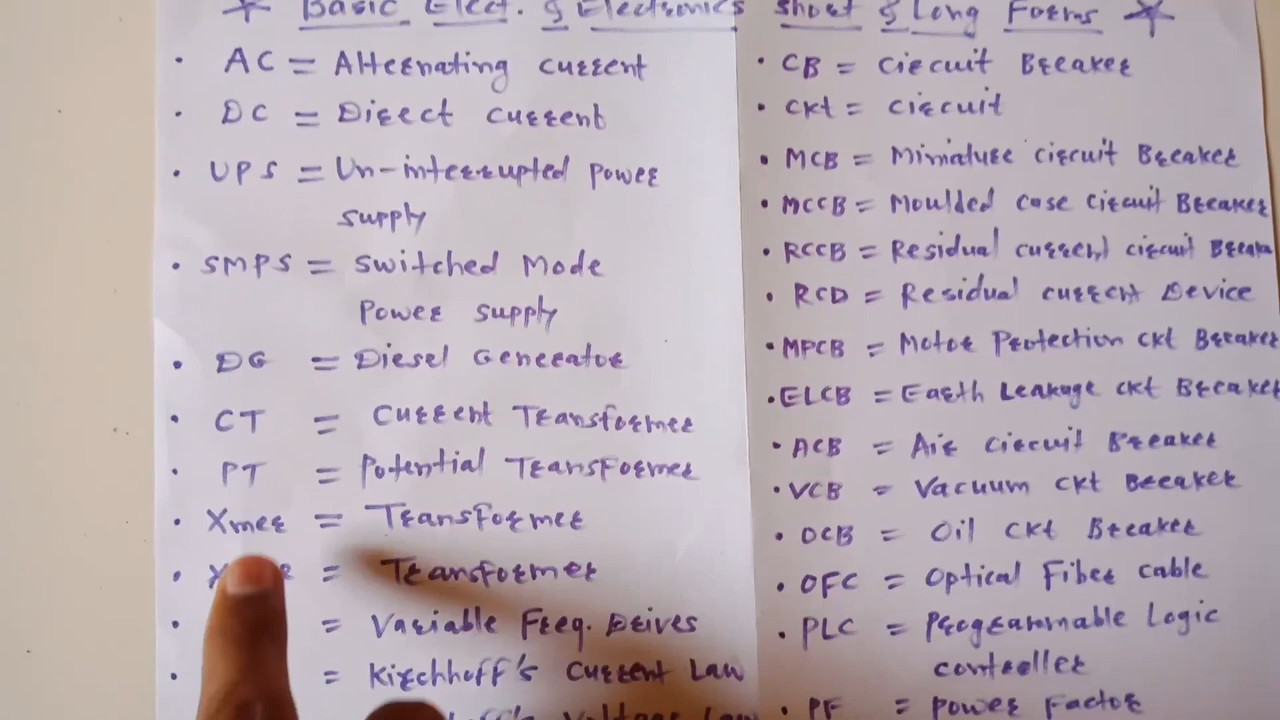 * Basic Elect. & Electronics Short & Long Forms *
• AC = Alternating current
• DC = Direct current
• UPS = Un-interrupted Power
supply
• SMPS = Switched Mode
Power supply
• DG = Diesel Generator
• CT = Current Transformer
• PT = Potential Transformer
• Xmer = Transformer
• = Transformer
• = Variable Freq. Drives
• = Kirchhoff's Current Law
Voltage Law
• CB = Circuit Breaker
• Ckt = circuit
• MCB = Miniature circuit Breaker
• MCCB = Moulded case circuit Breaker
• RCCB = Residual current circuit Breake
• RCD = Residual current Device
• MPCB = Motor Protection ckt Breaker
• ELCB = Earth Leakage ckt Breaker
• ACB = Air circuit Breaker
• VCB = Vacuum ckt Breaker
• OCB = Oil ckt Breaker
• OFC = Optical Fiber cable
• PLC = Programmable Logic
controller
• PF = Power Factor